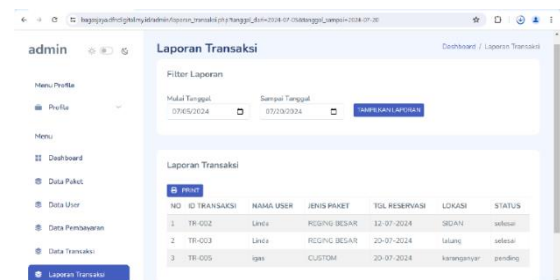 bagasjaya.dfretdigital.my.id/admin/laporan_transaksi.php?tanggal_dari=2024-07-05&tanggal_sampai=2024-07-20
admin
Laporan Transaksi
Dashboard / Laporan Transaksi
Menu Profile
Profile
Menu
Dashboard
Data Paket
Data User
Data Pembayaran
Data Transaksi
Laporan Transaksi
Filter Laporan
Mulai Tanggal Sampai Tanggal
07/05/2024 07/20/2024 TAMPILKAN LAPORAN
Laporan Transaksi
PRINT
NO ID TRANSAKSI NAMA USER JENIS PAKET TGL RESERVASI LOKASI STATUS
1 TR-002 Linda REGING BESAR 12-07-2024 SIDAN selesai
2 TR-003 Linda REGING BESAR 20-07-2024 talang selesai
3 TR-005 igas CUSTOM 20-07-2024 karanganyar pending